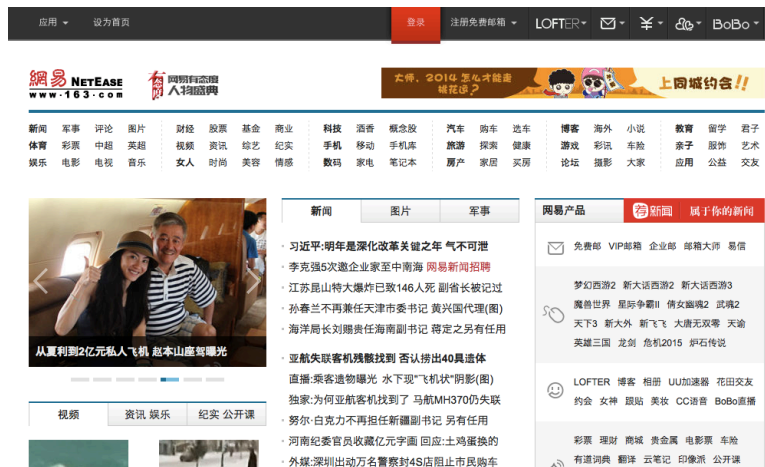 应用 设为首页 登录 注册免费邮箱 LOFTER BoBo
網易 NETEASE www.163.com 有态度 网易有态度 人物盛典
大师，2014怎么才能走桃花运？ 上同城约会!!
新闻 军事 评论 图片 财经 股票 基金 商业 科技 酒香 概念股 汽车 购车 选车 博客 海外 小说 教育 留学 君子
体育 彩票 中超 英超 视频 资讯 综艺 纪实 手机 移动 手机库 旅游 探索 健康 游戏 彩讯 车险 亲子 服饰 艺术
娱乐 电影 电视 音乐 女人 时尚 美容 情感 数码 家电 笔记本 房产 家居 买房 论坛 摄影 大家 应用 公益 交友
从夏利到2亿元私人飞机 赵本山座驾曝光
视频 资讯 娱乐 纪实 公开课
新闻 图片 军事
习近平:明年是深化改革关键之年 气不可泄
李克强5次邀企业家至中南海 网易新闻招聘
江苏昆山特大爆炸已致146人死 副省长被记过
孙春兰不再兼任天津市委书记 黄兴国代理(图)
海洋局长刘赐贵任海南副书记 蒋定之另有任用
亚航失联客机残骸找到 否认捞出40具遗体
直播:乘客遗物曝光 水下现"飞机状"阴影(图)
独家:为何亚航客机找到了 马航MH370仍失联
努尔·白克力不再担任新疆副书记 另有任用
河南纪委官员收藏亿元字画 回应:土鸡蛋换的
外媒:深圳出动万名警察封4S店阻止市民购车
网易产品 荐新闻 属于你的新闻
免费邮 VIP邮箱 企业邮 邮箱大师 易信
梦幻西游2 新大话西游2 新大话西游3
魔兽世界 星际争霸II 倩女幽魂2 武魂2
天下3 新大外 新飞飞 大唐无双零 天谕
英雄三国 龙剑 危机2015 炉石传说
LOFTER 博客 相册 UU加速器 花田交友
约会 女神 跟贴 美妆 CC语音 BoBo直播
彩票 理财 商城 贵金属 电影票 车险
有道词典 翻译 云笔记 印像派 公开课